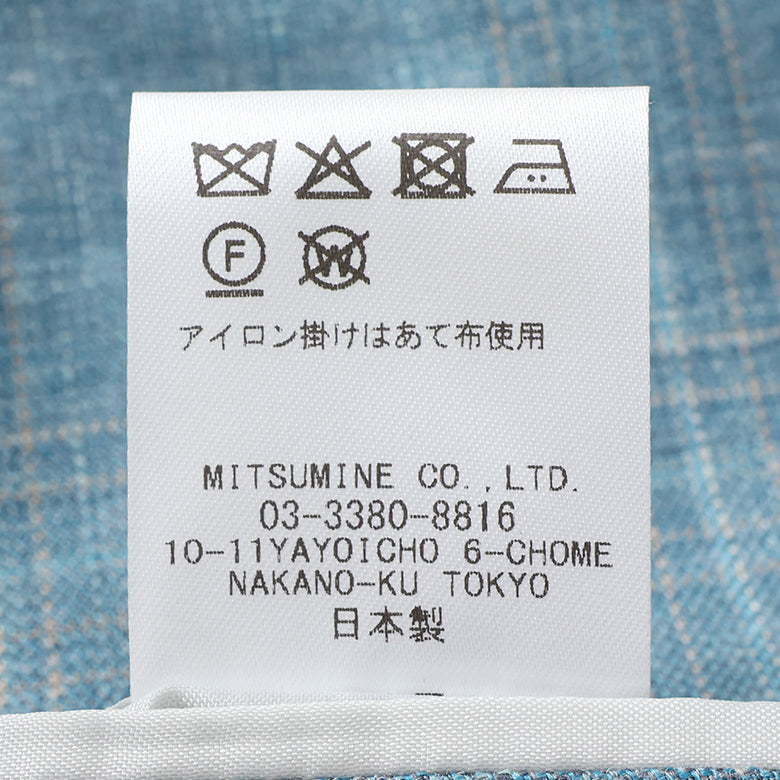 F W
アイロン掛けはあて布使用
MITSUMINE CO.,LTD.
03-3380-8816
10-11YAYOICHO 6-CHOME
NAKANO-KU TOKYO
日本製